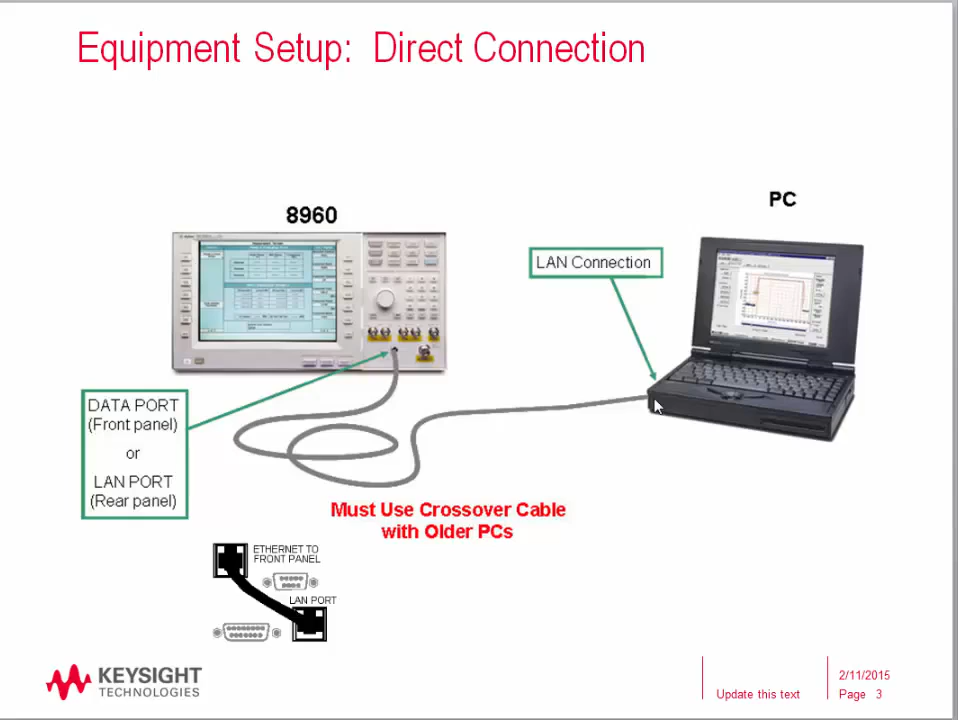 Equipment Setup: Direct Connection
8960
PC
LAN Connection
DATA PORT
(Front panel)
or
LAN PORT
(Rear panel)
Must Use Crossover Cable
with Older PCs
ETHERNET TO
FRONT PANEL
LAN PORT
KEYSIGHT
TECHNOLOGIES
2/11/2015
Update this text
Page 3